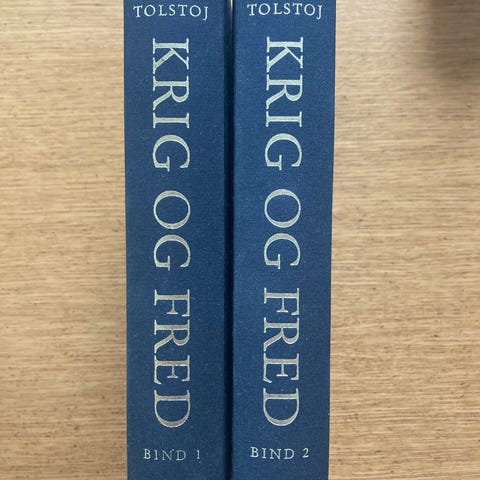 TOLSTOJ
KRIG OG FRED
BIND 1
TOLSTOJ
KRIG OG FRED
BIND 2